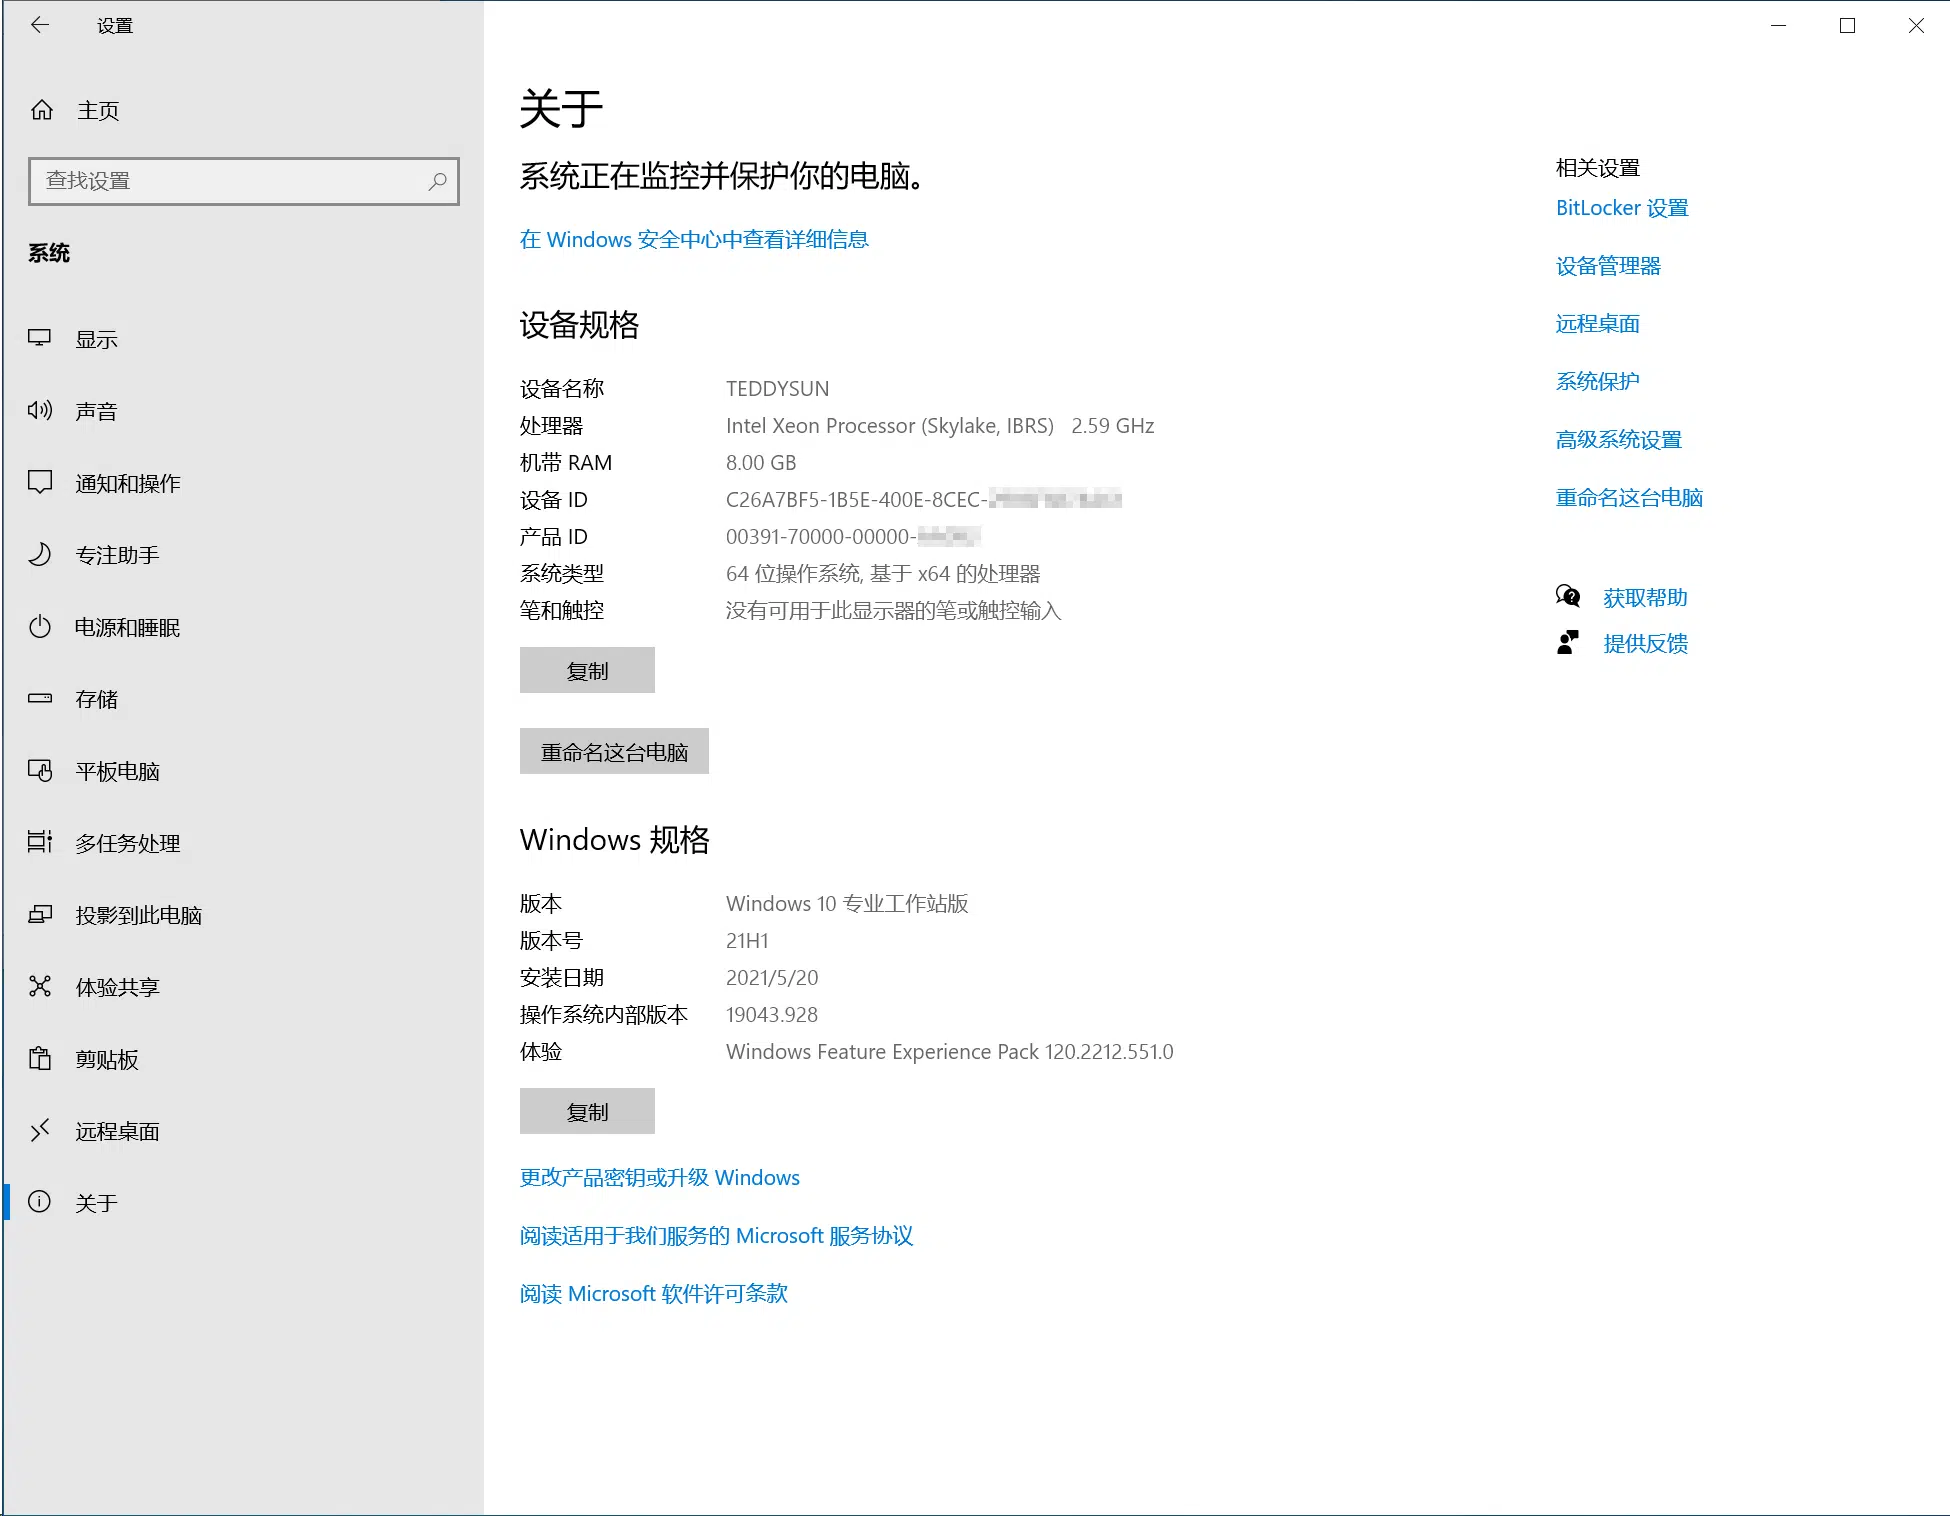 设置
主页
查找设置
系统
显示
声音
通知和操作
专注助手
电源和睡眠
存储
平板电脑
多任务处理
投影到此电脑
体验共享
剪贴板
远程桌面
关于
关于
系统正在监控并保护你的电脑。
在 Windows 安全中心中查看详细信息
设备规格
设备名称 TEDDYSUN
处理器 Intel Xeon Processor (Skylake, IBRS) 2.59 GHz
机带 RAM 8.00 GB
设备 ID C26A7BF5-1B5E-400E-8CEC-
产品 ID 00391-70000-00000-
系统类型 64 位操作系统, 基于 x64 的处理器
笔和触控 没有可用于此显示器的笔或触控输入
复制
重命名这台电脑
Windows 规格
版本 Windows 10 专业工作站版
版本号 21H1
安装日期 2021/5/20
操作系统内部版本 19043.928
体验 Windows Feature Experience Pack 120.2212.551.0
复制
更改产品密钥或升级 Windows
阅读适用于我们服务的 Microsoft 服务协议
阅读 Microsoft 软件许可条款
相关设置
BitLocker 设置
设备管理器
远程桌面
系统保护
高级系统设置
重命名这台电脑
获取帮助
提供反馈